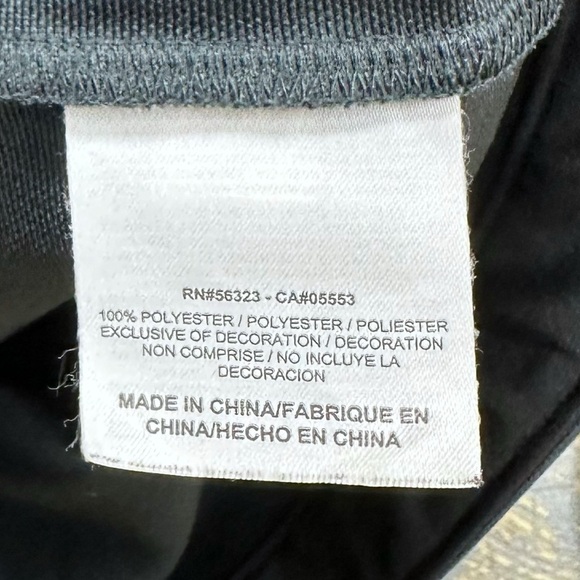 RN#56323 - CA#05553
100% POLYESTER / POLYESTER / POLIESTER
EXCLUSIVE OF DECORATION / DECORATION
NON COMPRISE / NO INCLUYE LA
DECORACION
MADE IN CHINA/FABRIQUE EN
CHINA/HECHO EN CHINA